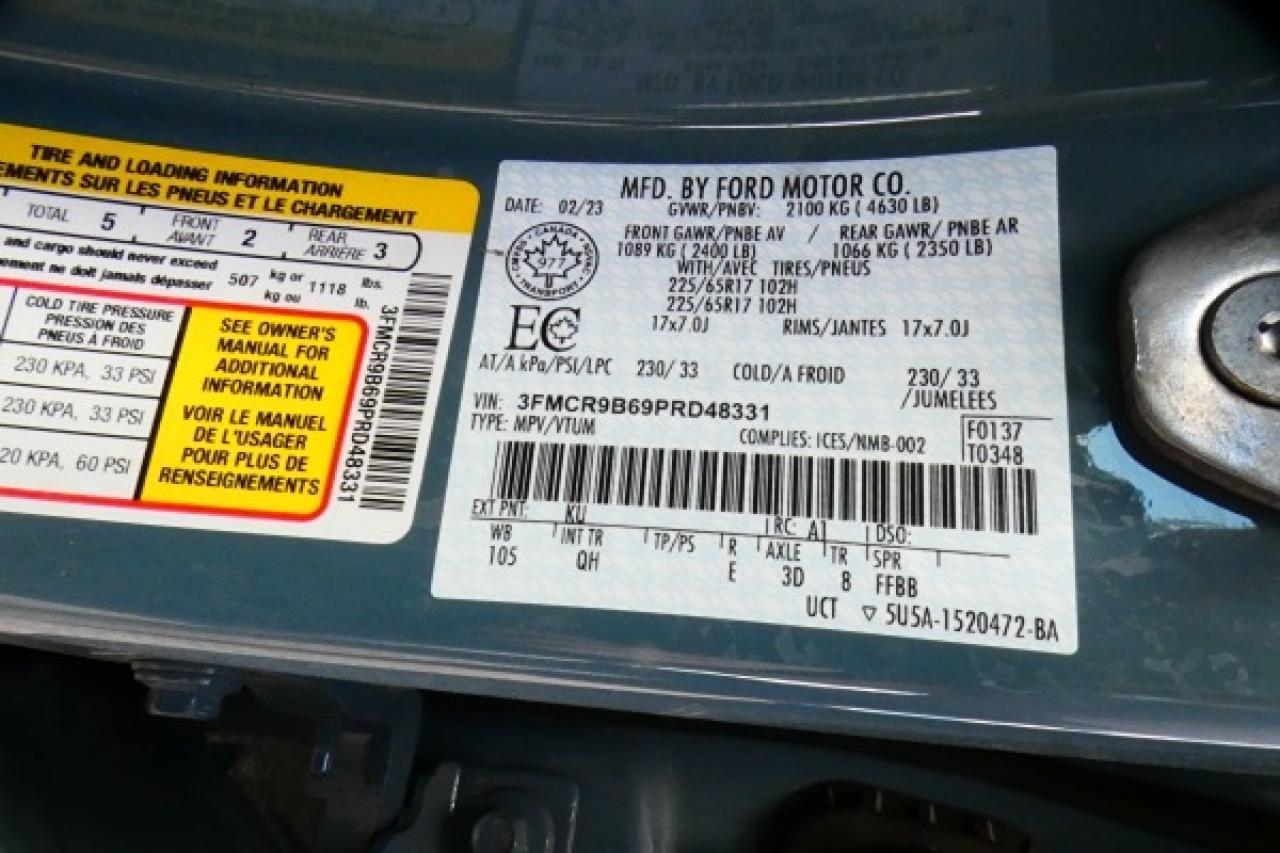 TIRE AND LOADING INFORMATION
EMENTS SUR LES PNEUS ET LE CHARGEMENT
TOTAL 5 FRONT AVANT 2 REAR ARRIÈRE 3
and cargo should never exceed
ement ne doit jamais dépasser 507 kg or kg ou 1118 lbs. lb.
COLD TIRE PRESSURE
PRESSION DES
PNEUS À FROID
230 KPA, 33 PSI
230 KPA, 33 PSI
20 KPA, 60 PSI
SEE OWNER'S
MANUAL FOR
ADDITIONAL
INFORMATION
VOIR LE MANUEL
DE L'USAGER
POUR PLUS DE
RENSEIGNEMENTS
3FMCR9B69PRD48331
MFD. BY FORD MOTOR CO.
DATE: 02/23 GVWR/PNBV: 2100 KG ( 4630 LB)
FRONT GAWR/PNBE AV / REAR GAWR/ PNBE AR
1089 KG ( 2400 LB) 1066 KG ( 2350 LB)
WITH/AVEC TIRES/PNEUS
225/65R17 102H
225/65R17 102H
17x7.0J RIMS/JANTES 17x7.0J
CANADA
977
TRANSPORT
EC
AT/A kPa/PSI/LPC 230/ 33 COLD/A FROID 230/ 33
/JUMELEES
VIN: 3FMCR9B69PRD48331
TYPE: MPV/VTUM COMPLIES: ICES/NMB-002
F0137
T0348
EXT PNT: KU RC: A DSO:
WB INT TR TP/PS R AXLE TR SPR
105 QH E 3D 8 FFBB
UCT ▽ 5U5A-1520472-BA